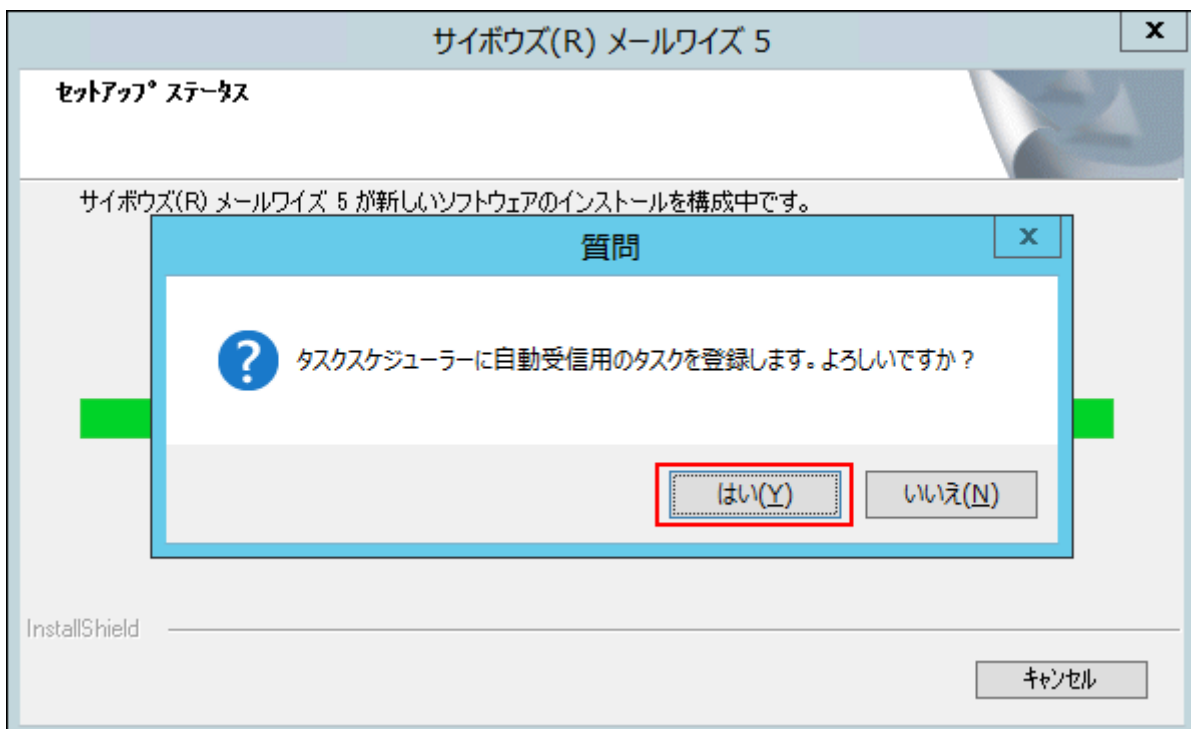 サイボウズ(R) メールワイズ 5
x
セットアップ ステータス
サイボウズ(R) メールワイズ 5 が新しいソフトウェアのインストールを構成中です。
質問
x
タスクスケジューラーに自動受信用のタスクを登録します。よろしいですか？
はい(Y)
いいえ(N)
InstallShield
キャンセル